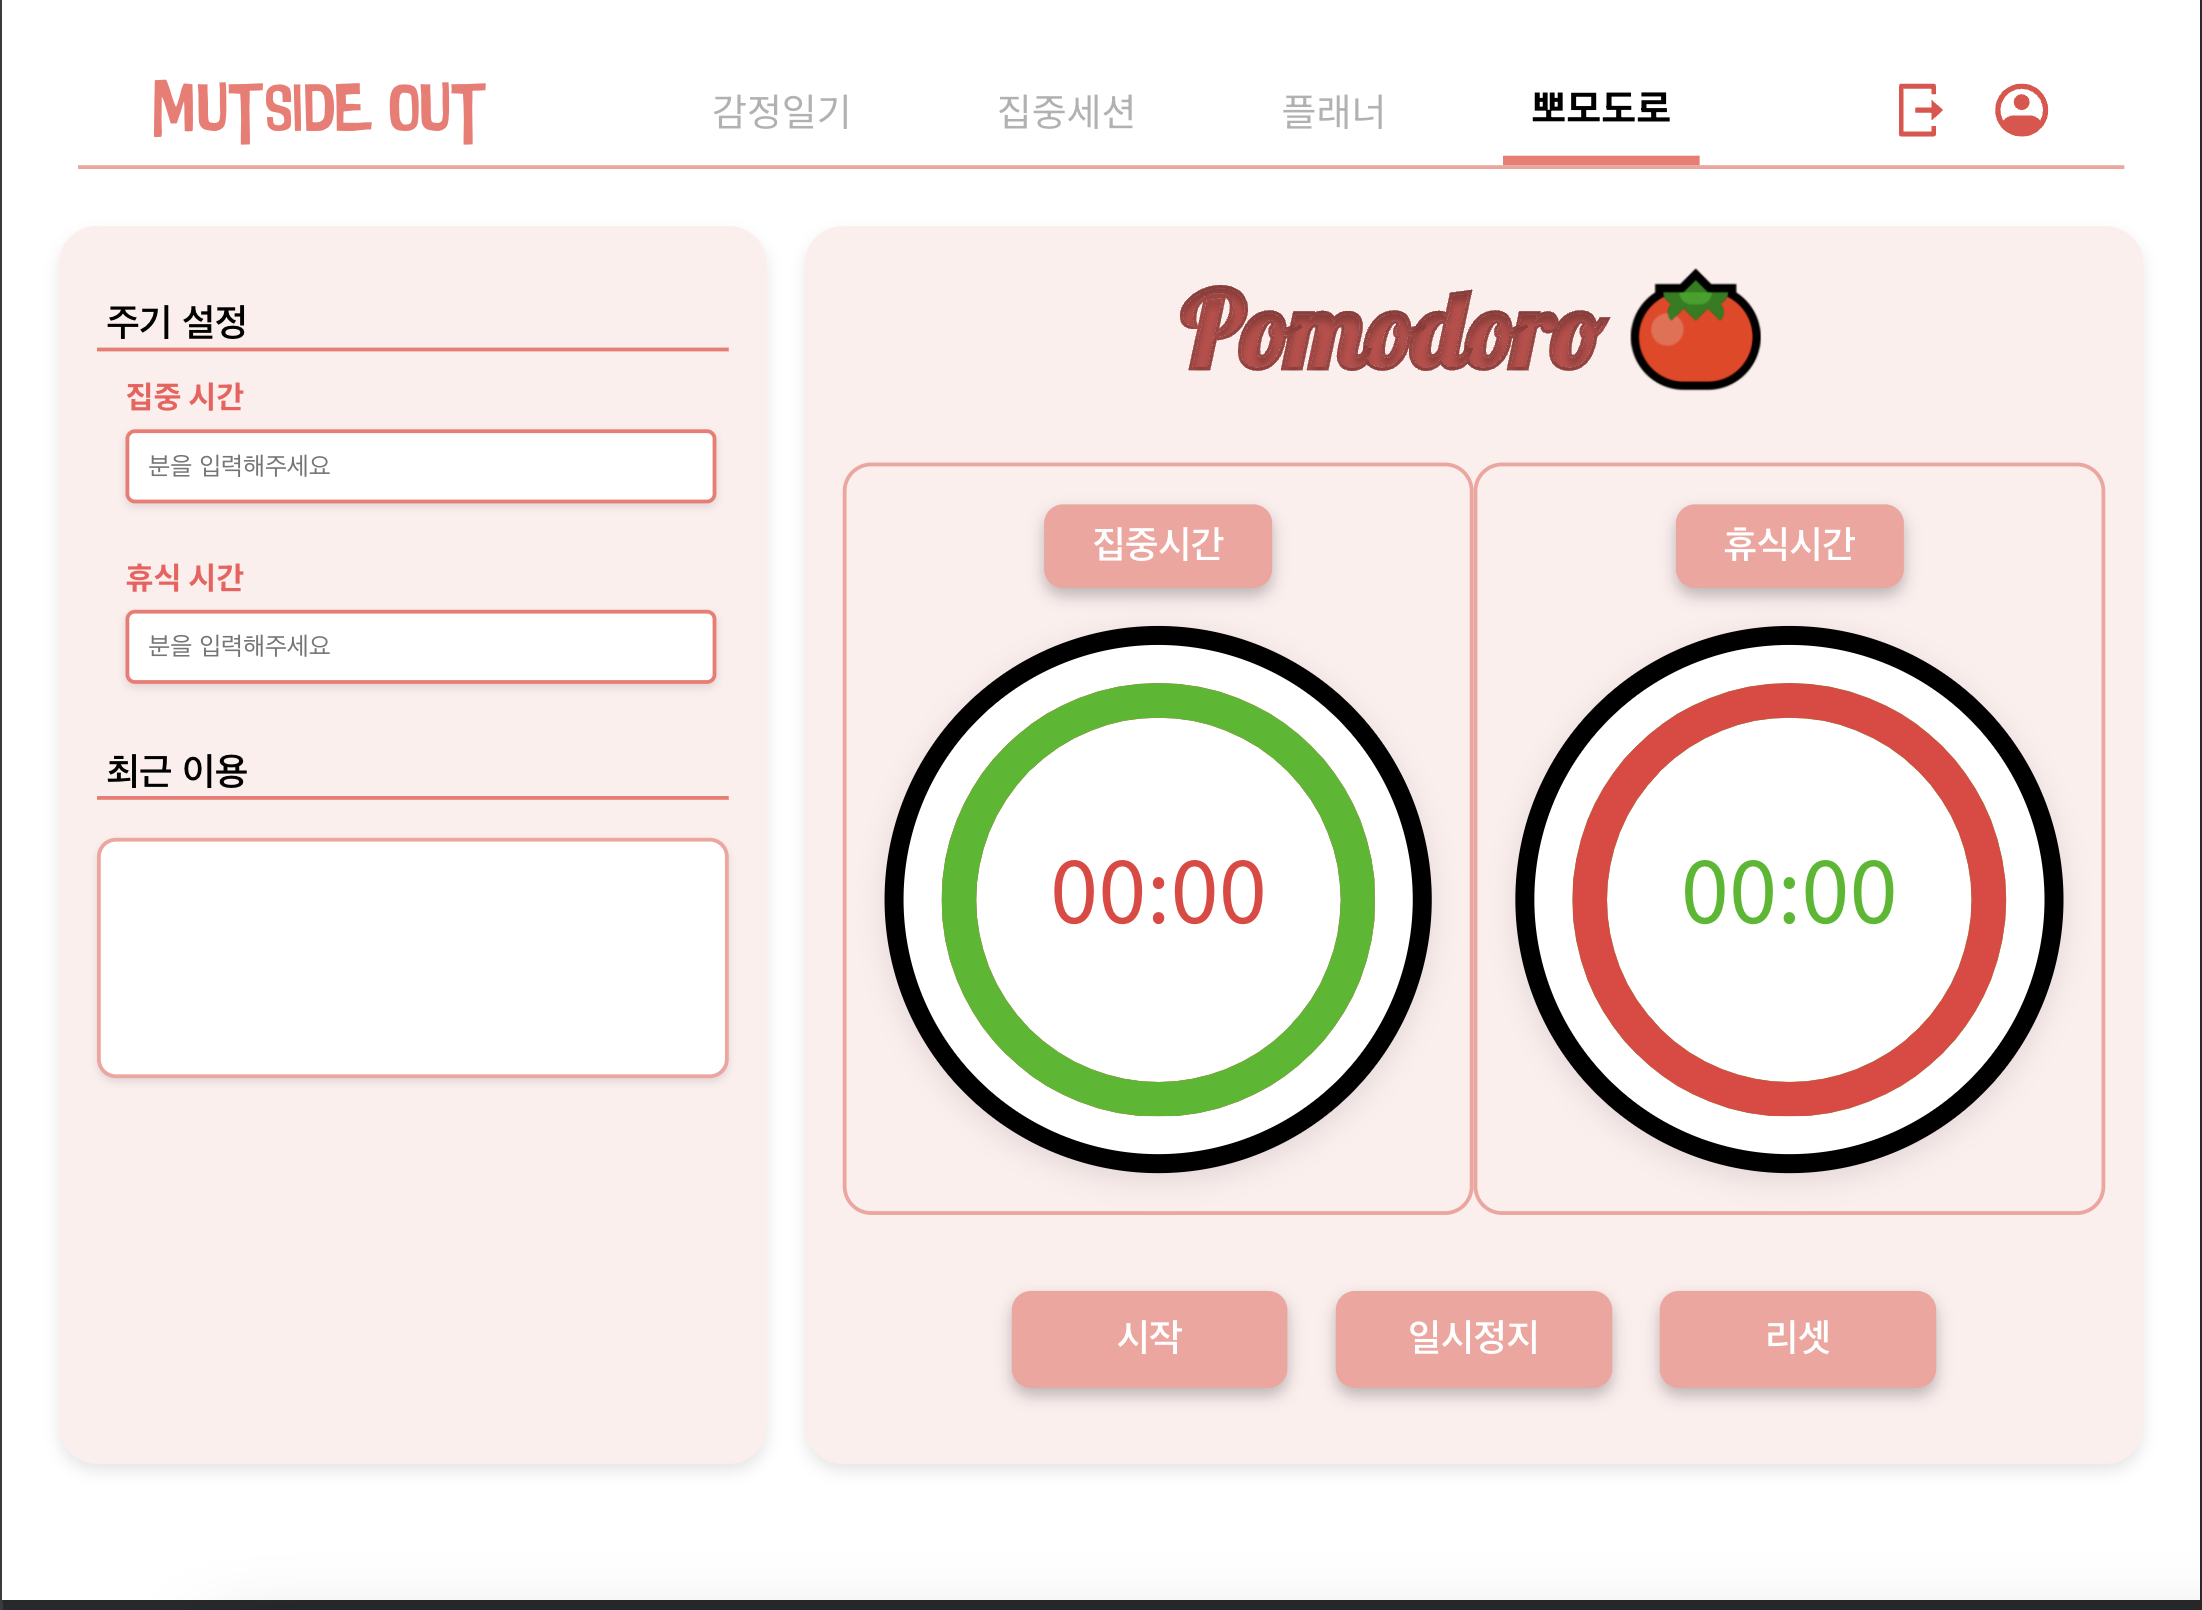 MUTSIDE OUT
감정일기
집중세션
플래너
뽀모도로
주기 설정
집중 시간
분을 입력해주세요
휴식 시간
분을 입력해주세요
최근 이용
Pomodoro
집중시간
00:00
휴식시간
00:00
시작
일시정지
리셋